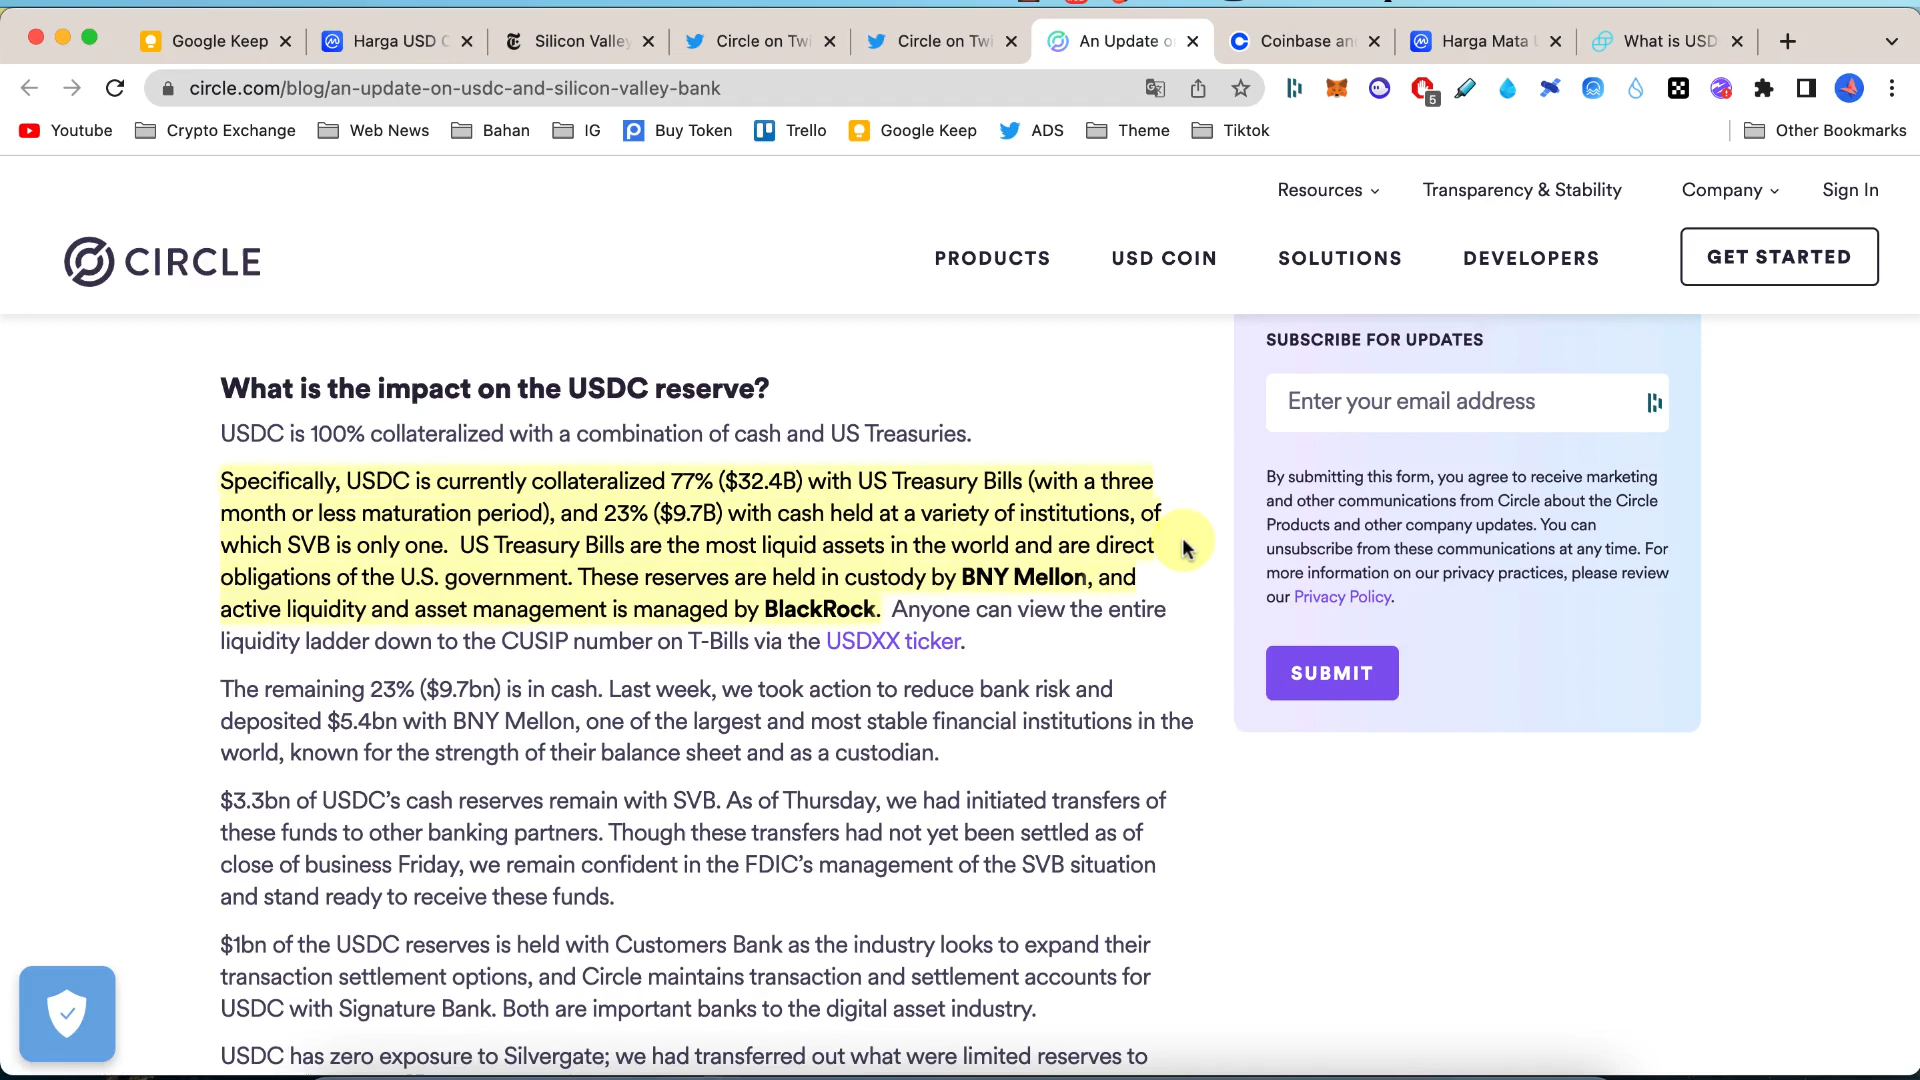 Google Keep
Harga USD C
Silicon Valley
Circle on Twi
Circle on Twi
An Update o
Coinbase an
Harga Mata U
What is USD
circle.com/blog/an-update-on-usdc-and-silicon-valley-bank
5
Youtube
Crypto Exchange
Web News
Bahan
IG
Buy Token
Trello
Google Keep
ADS
Theme
Tiktok
Other Bookmarks
Resources
Transparency & Stability
Company
Sign In
CIRCLE
PRODUCTS
USD COIN
SOLUTIONS
DEVELOPERS
GET STARTED
What is the impact on the USDC reserve?
USDC is 100% collateralized with a combination of cash and US Treasuries.
Specifically, USDC is currently collateralized 77% ($32.4B) with US Treasury Bills (with a three
month or less maturation period), and 23% ($9.7B) with cash held at a variety of institutions, of
which SVB is only one.  US Treasury Bills are the most liquid assets in the world and are direct
obligations of the U.S. government. These reserves are held in custody by BNY Mellon, and
active liquidity and asset management is managed by BlackRock.  Anyone can view the entire
liquidity ladder down to the CUSIP number on T-Bills via the USDXX ticker.
The remaining 23% ($9.7bn) is in cash. Last week, we took action to reduce bank risk and
deposited $5.4bn with BNY Mellon, one of the largest and most stable financial institutions in the
world, known for the strength of their balance sheet and as a custodian.
$3.3bn of USDC’s cash reserves remain with SVB. As of Thursday, we had initiated transfers of
these funds to other banking partners. Though these transfers had not yet been settled as of
close of business Friday, we remain confident in the FDIC’s management of the SVB situation
and stand ready to receive these funds.
$1bn of the USDC reserves is held with Customers Bank as the industry looks to expand their
transaction settlement options, and Circle maintains transaction and settlement accounts for
USDC with Signature Bank. Both are important banks to the digital asset industry.
USDC has zero exposure to Silvergate; we had transferred out what were limited reserves to
SUBSCRIBE FOR UPDATES
Enter your email address
By submitting this form, you agree to receive marketing
and other communications from Circle about the Circle
Products and other company updates. You can
unsubscribe from these communications at any time. For
more information on our privacy practices, please review
our Privacy Policy.
SUBMIT